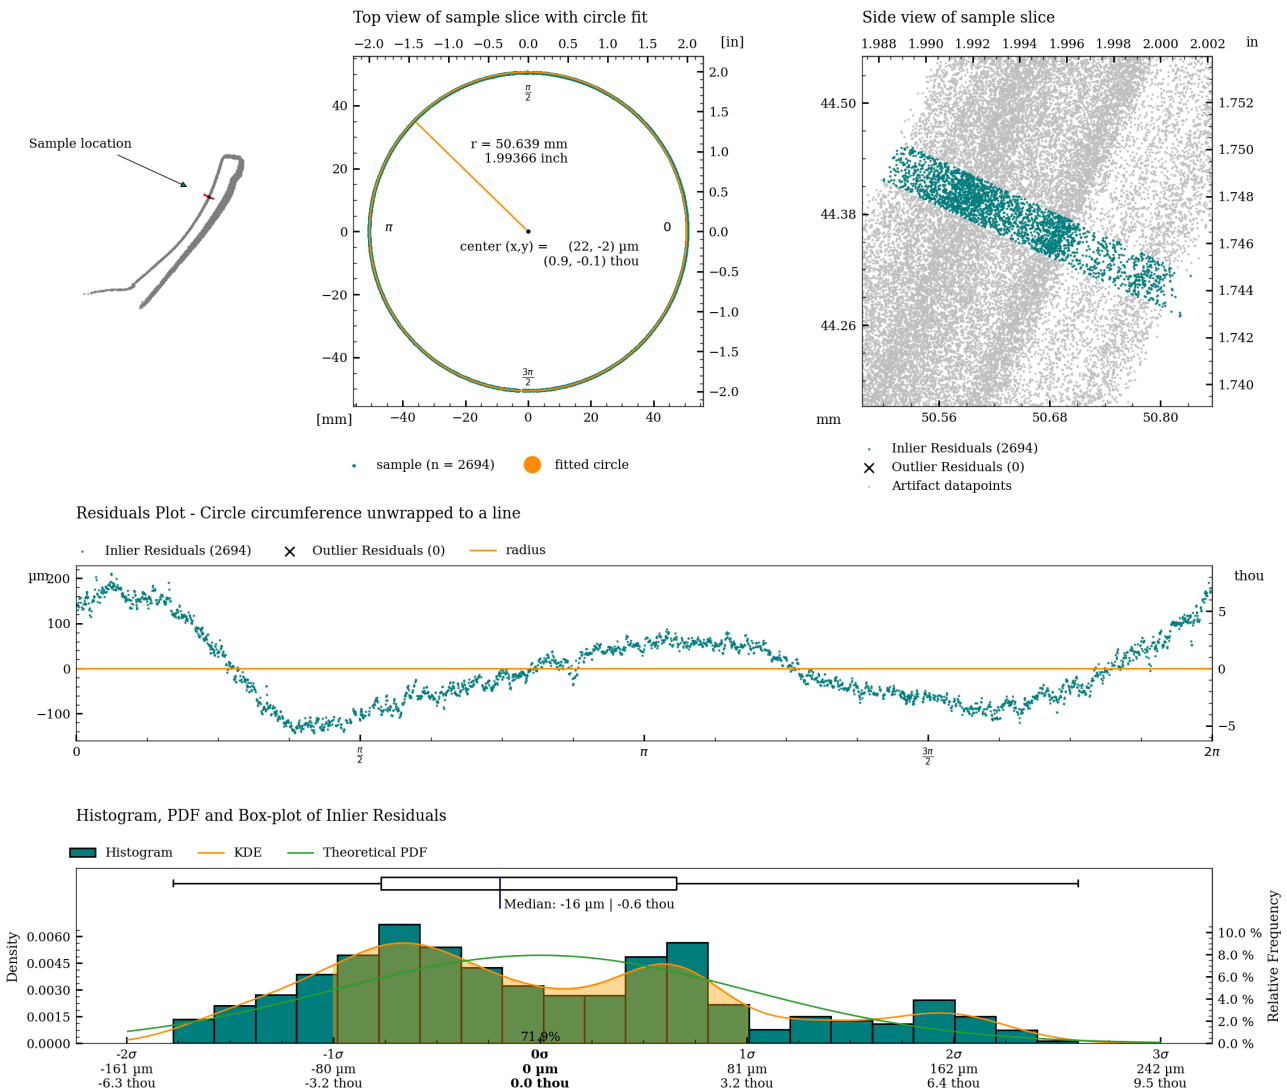 Top view of sample slice with circle fit
−2.0 −1.5 −1.0 −0.5 0.0 0.5 1.0 1.5 2.0 [in]
Sample location
40
20
0
−20
−40
[mm]
−40 −20 0 20 40
2.0
1.5
1.0
0.5
0.0
−0.5
−1.0
−1.5
−2.0
π/2
π
0
3π/2
r = 50.639 mm
1.99366 inch
center (x,y) = (22, -2) µm
(0.9, -0.1) thou
sample (n = 2694) fitted circle
Side view of sample slice
1.988 1.990 1.992 1.994 1.996 1.998 2.000 2.002 in
44.50
44.38
44.26
1.752
1.750
1.748
1.746
1.744
1.742
1.740
mm 50.56 50.68 50.80
Inlier Residuals (2694)
Outlier Residuals (0)
Artifact datapoints
Residuals Plot - Circle circumference unwrapped to a line
Inlier Residuals (2694) Outlier Residuals (0) radius
µm
200
100
0
−100
thou
5
0
−5
0 π/2 π 3π/2 2π
Histogram, PDF and Box-plot of Inlier Residuals
Histogram KDE Theoretical PDF
Median: -16 µm | -0.6 thou
Density
0.0060
0.0045
0.0030
0.0015
0.0000
71.9%
10.0 %
8.0 %
6.0 %
4.0 %
2.0 %
0.0 %
Relative Frequency
-2σ -1σ 0σ 1σ 2σ 3σ
-161 µm -80 µm 0 µm 81 µm 162 µm 242 µm
-6.3 thou -3.2 thou 0.0 thou 3.2 thou 6.4 thou 9.5 thou